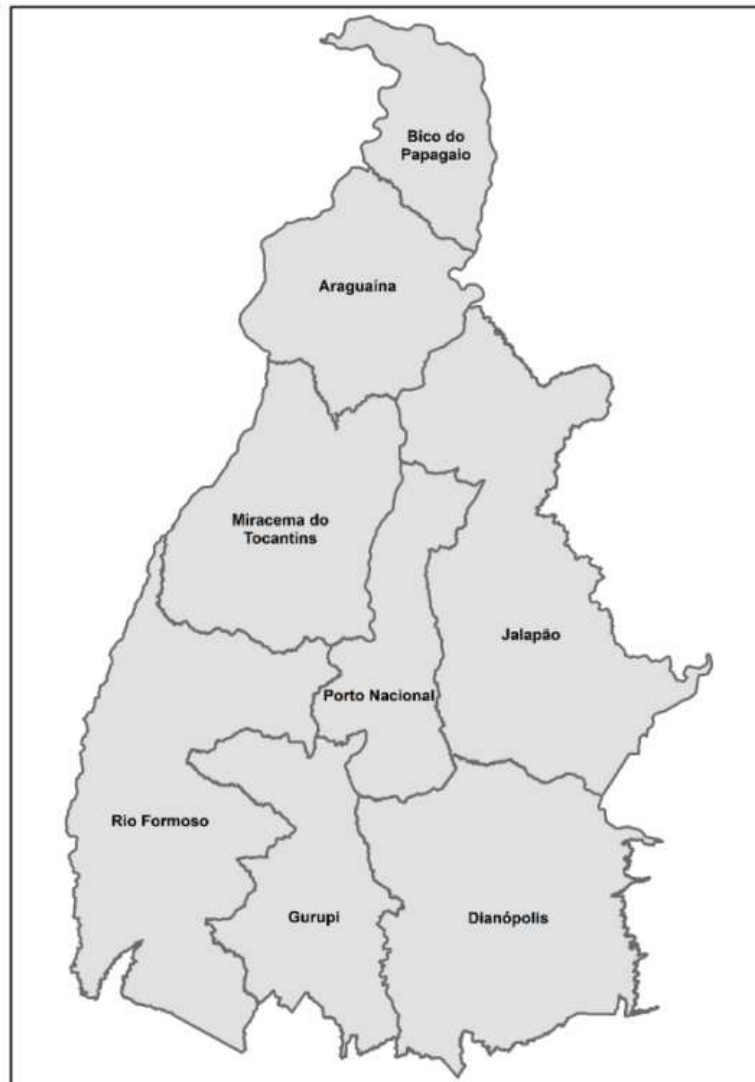 Bico do
Papagaio
Araguaína
Miracema do
Tocantins
Jalapão
Porto Nacional
Rio Formoso
Gurupi
Dianópolis